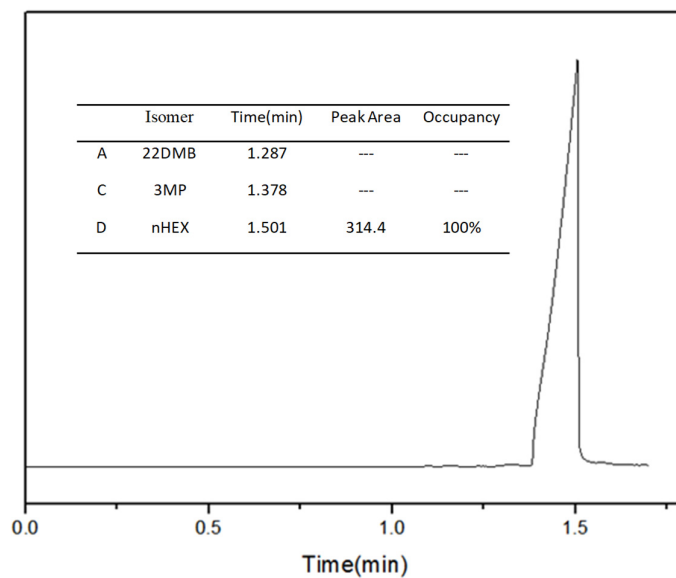 Isomer Time(min) Peak Area Occupancy
A 22DMB 1.287 --- ---
C 3MP 1.378 --- ---
D nHEX 1.501 314.4 100%
0.0 0.5 1.0 1.5
Time(min)